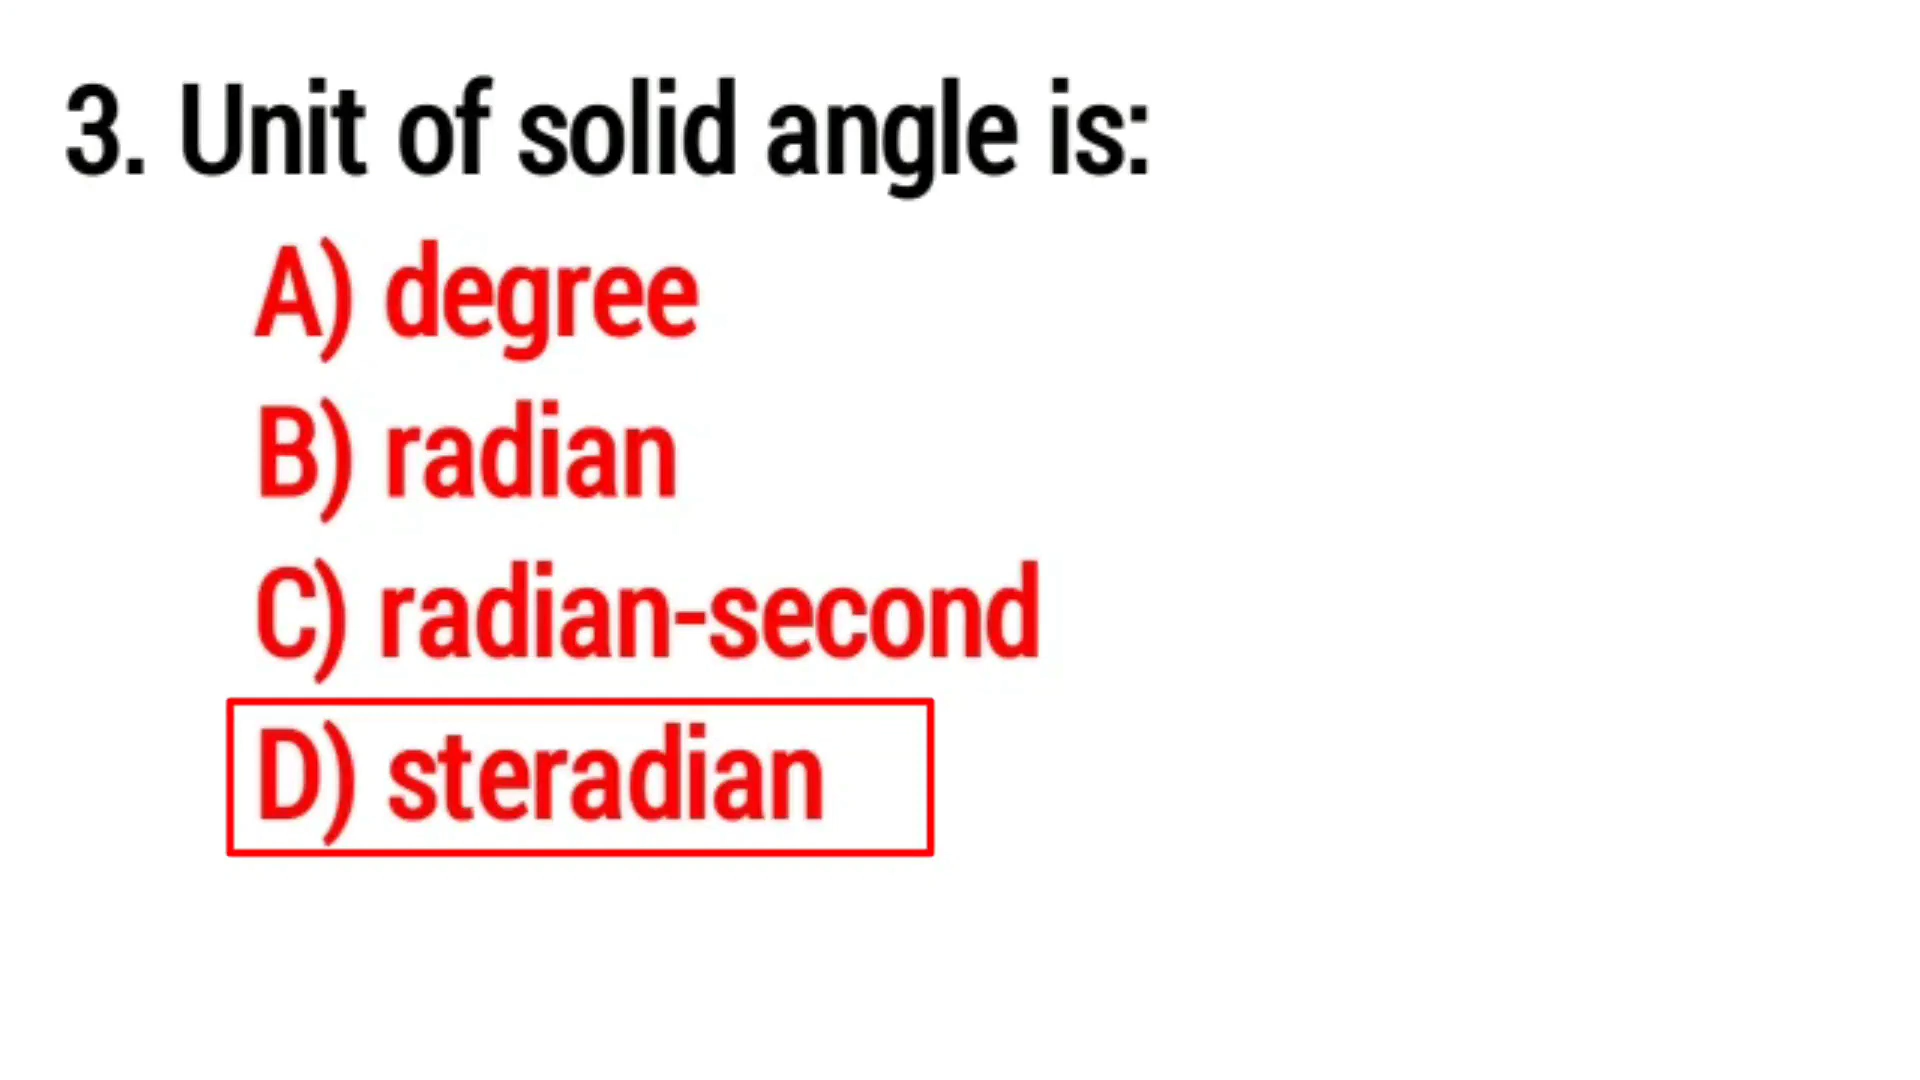 3. Unit of solid angle is:
A) degree
B) radian
C) radian-second
D) steradian